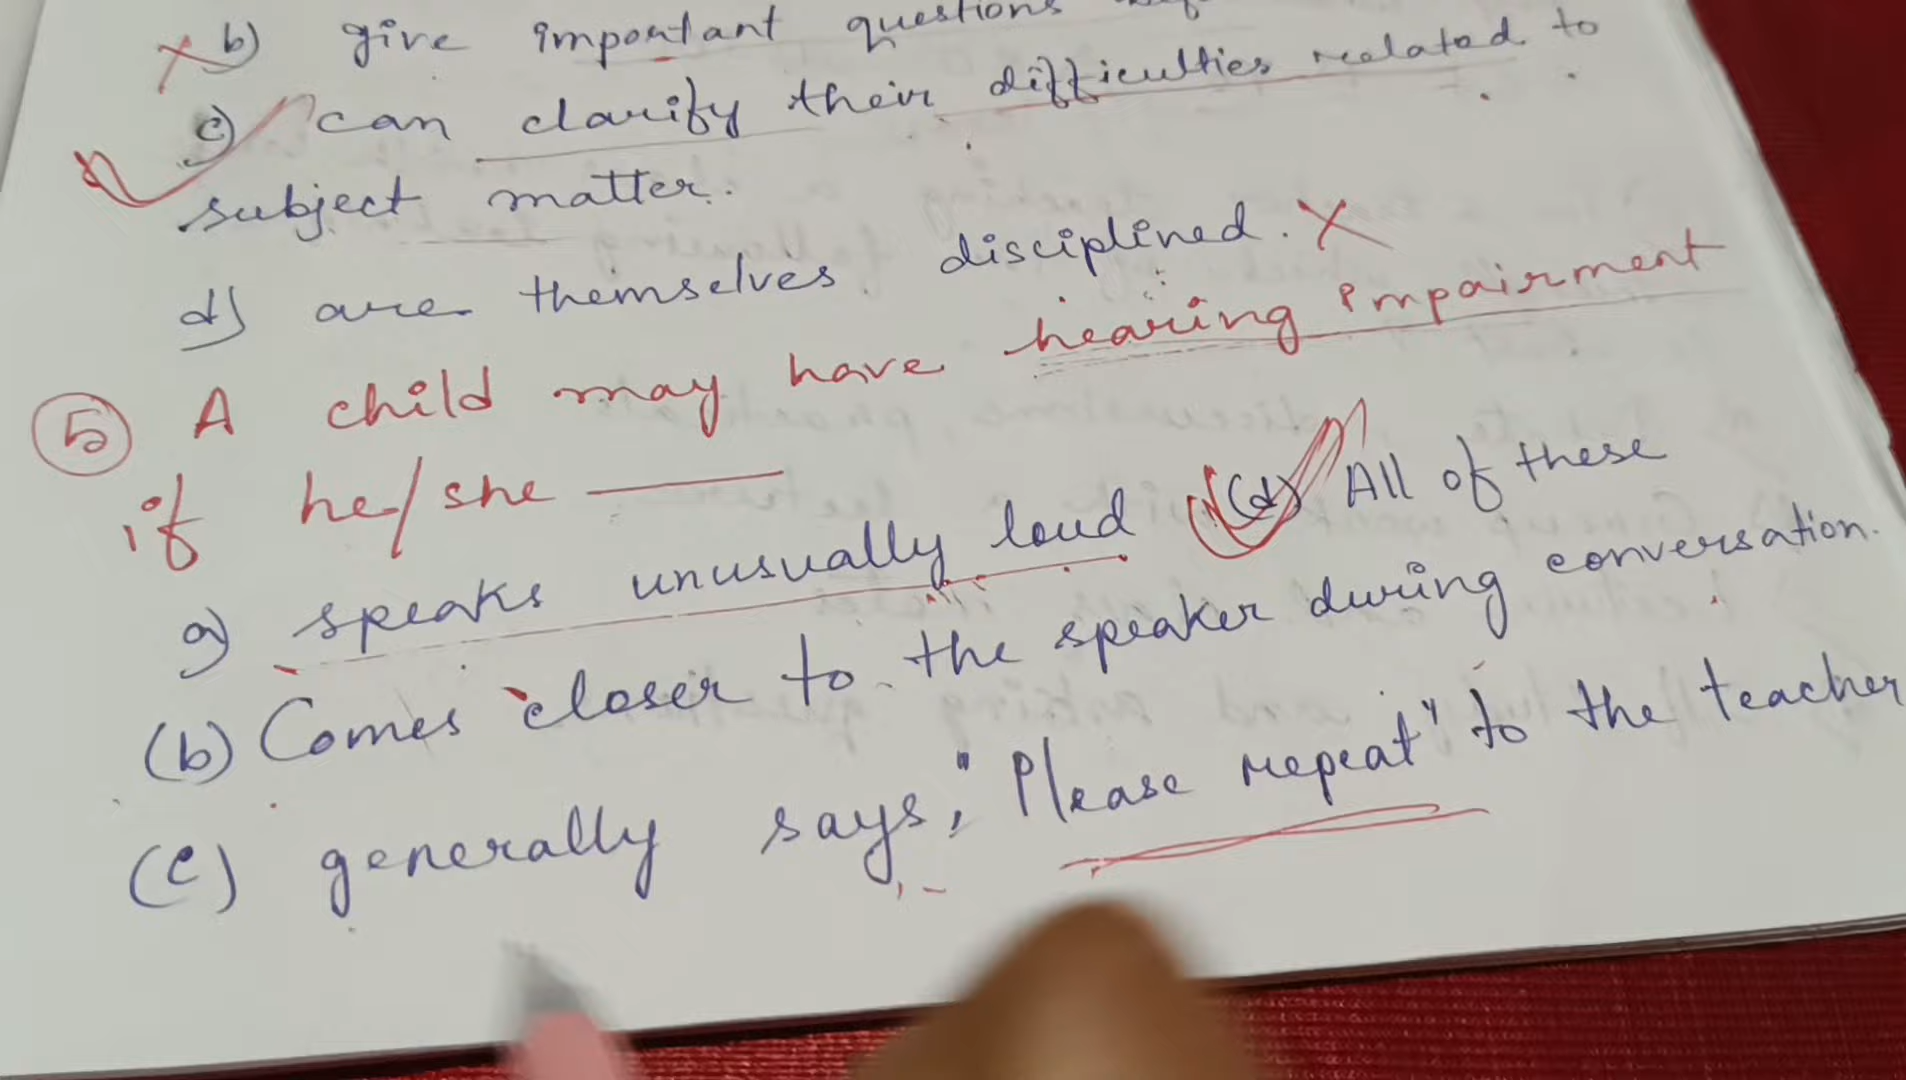 b) give important questions
c) can clarify their difficulties related to
subject matter.
d) are themselves disciplined.
5 A child may have hearing impairment
if he/she ———
a) speaks unusually loud (d) All of these
(b) Comes closer to the speaker during conversation.
(c) generally says, "Please repeat" to the teacher